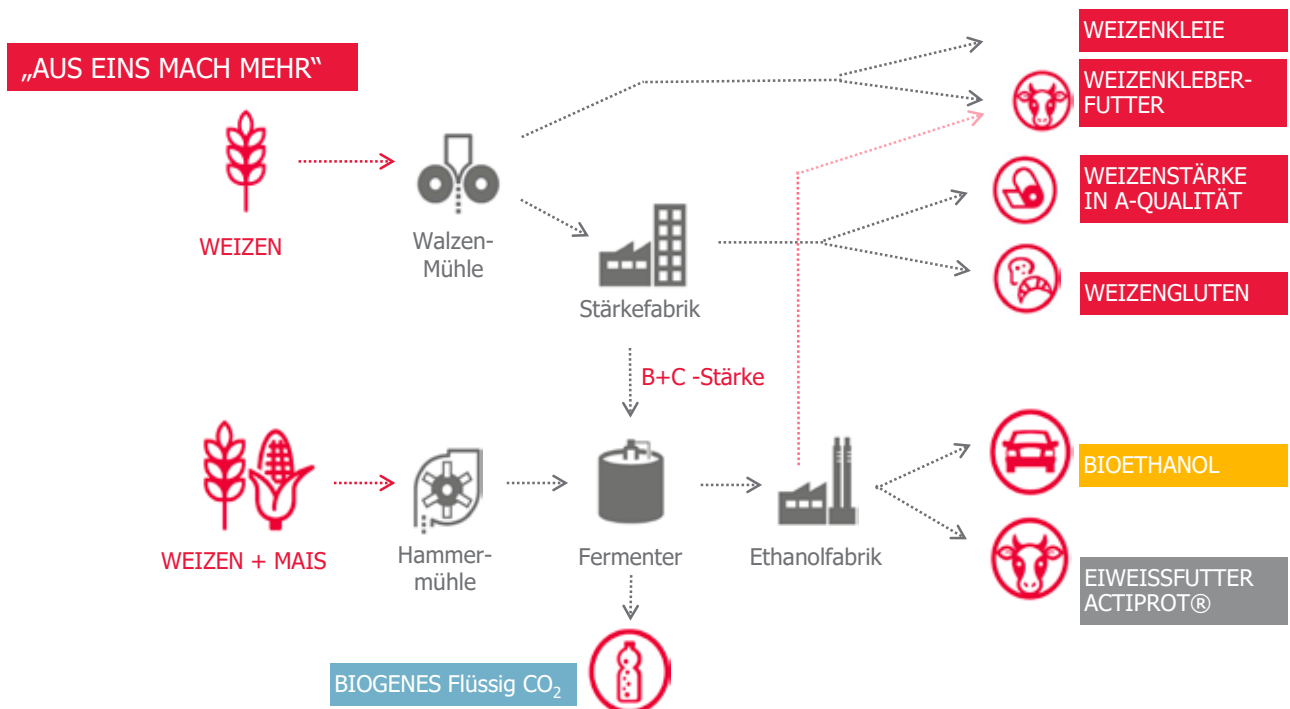 „AUS EINS MACH MEHR“
WEIZENKLEIE
WEIZENKLEBER-
FUTTER
WEIZENSTÄRKE
IN A-QUALITÄT
WEIZENGLUTEN
WEIZEN
Walzen-
Mühle
Stärkefabrik
B+C -Stärke
WEIZEN + MAIS
Hammer-
mühle
Fermenter
Ethanolfabrik
BIOETHANOL
EIWEISSFUTTER
ACTIPROT®
BIOGENES Flüssig CO₂